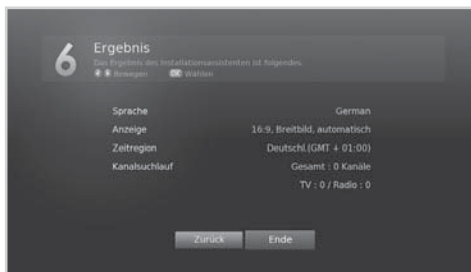 6
Ergebnis
Das Ergebnis des Installationsassistenten ist folgendes.
Bewegen OK Wählen
Sprache German
Anzeige 16:9, Breitbild, automatisch
Zeitregion Deutschl.(GMT + 01:00)
Kanalsuchlauf Gesamt : 0 Kanäle
TV : 0 / Radio : 0
Zurück Ende